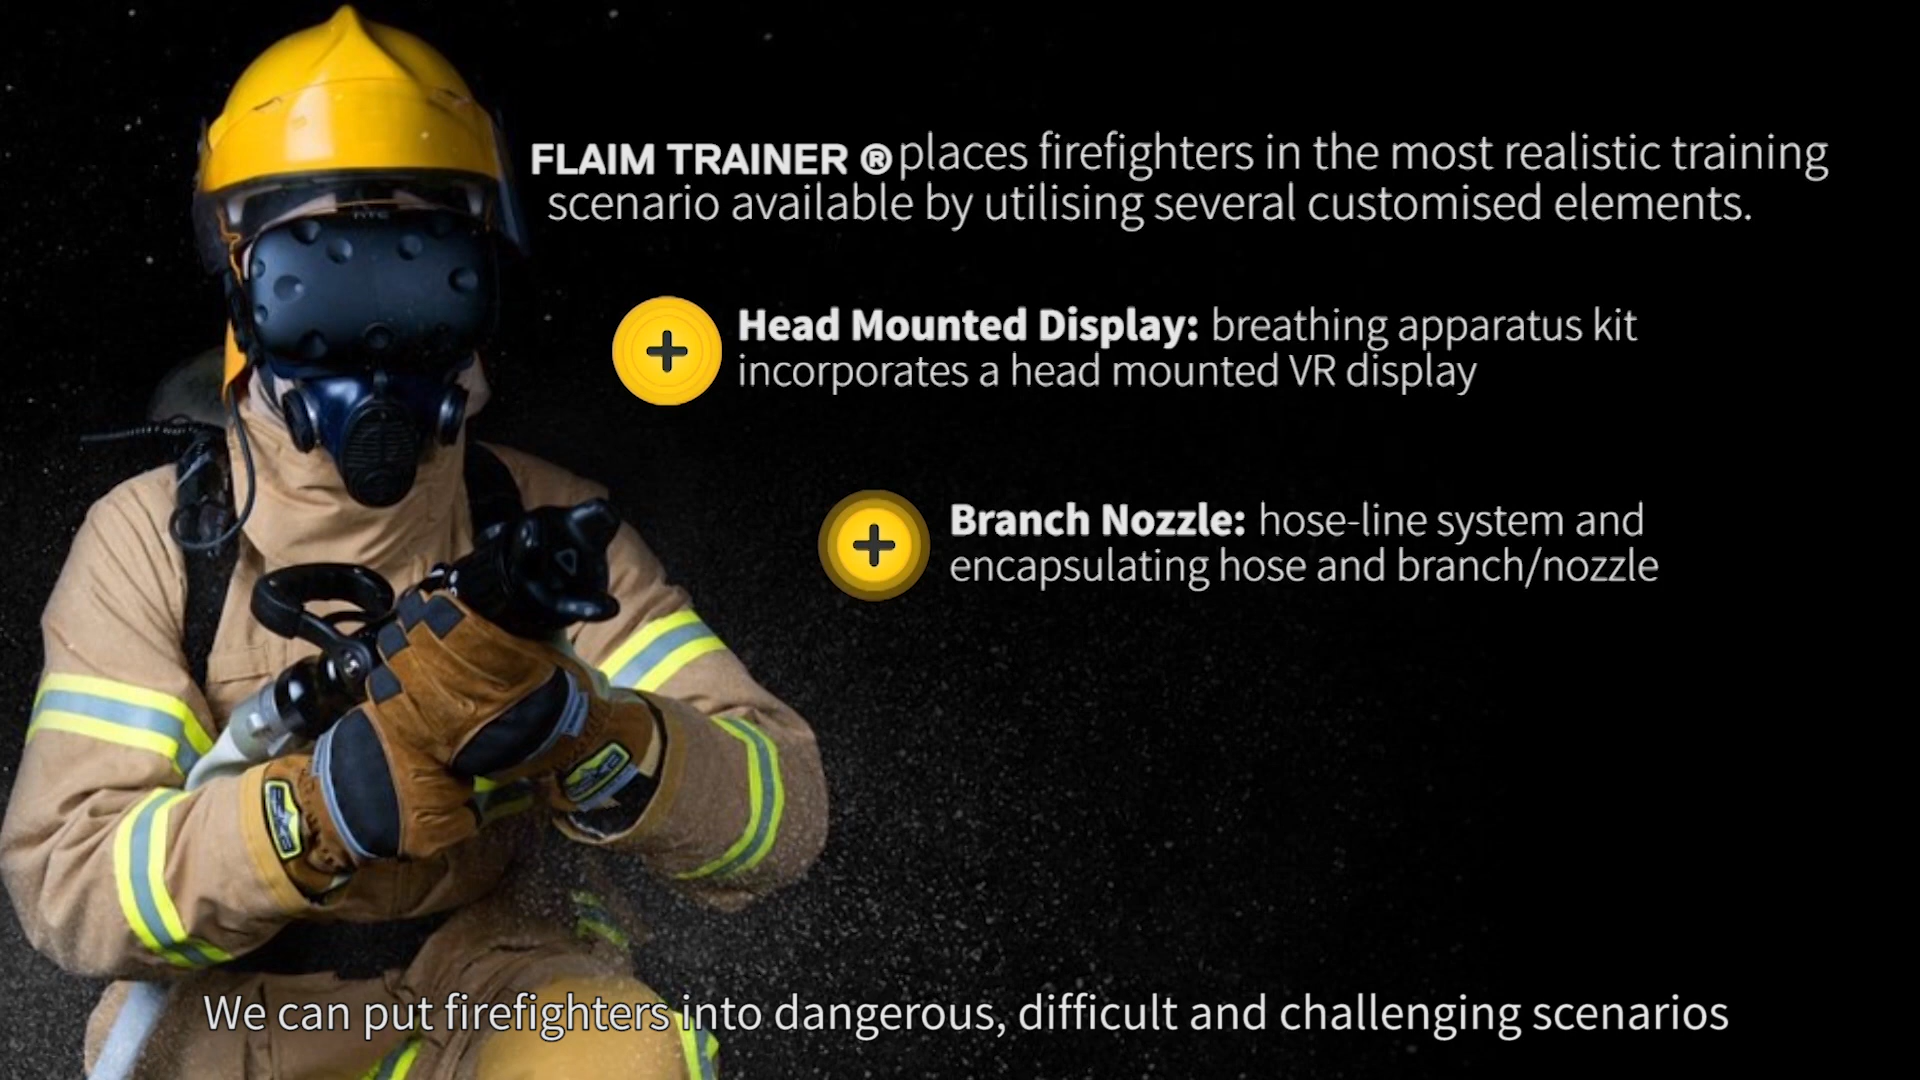 FLAIM TRAINER ® places firefighters in the most realistic training
scenario available by utilising several customised elements.
Head Mounted Display: breathing apparatus kit
incorporates a head mounted VR display
Branch Nozzle: hose-line system and
encapsulating hose and branch/nozzle
We can put firefighters into dangerous, difficult and challenging scenarios